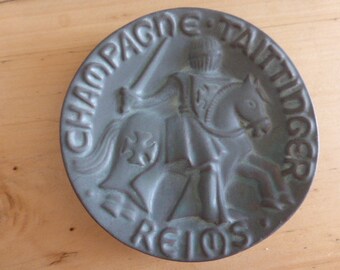 CHAMPAGNE · TAITTINGER
REIMS